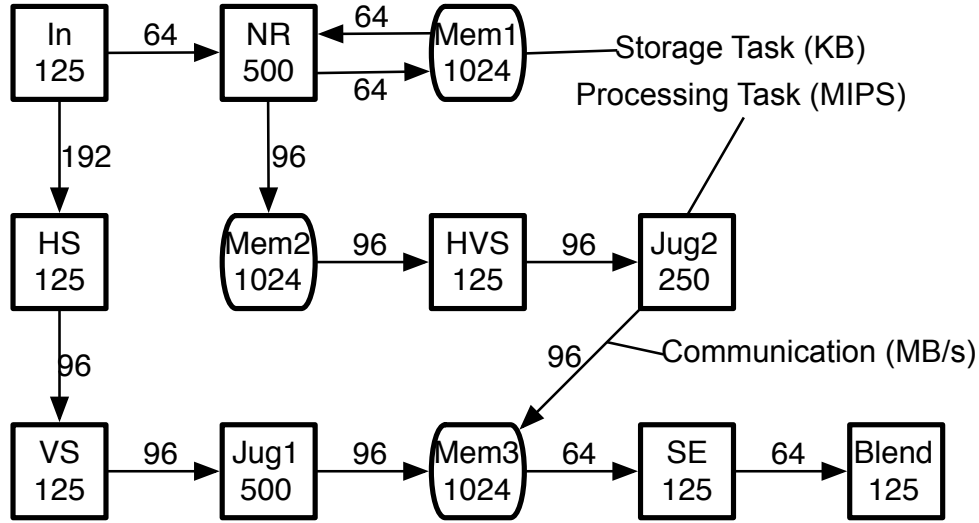 In
125
64
NR
500
64
64
Mem1
1024
Storage Task (KB)
Processing Task (MIPS)
192
96
HS
125
Mem2
1024
96
HVS
125
96
Jug2
250
96
96
Communication (MB/s)
VS
125
96
Jug1
500
96
Mem3
1024
64
SE
125
64
Blend
125